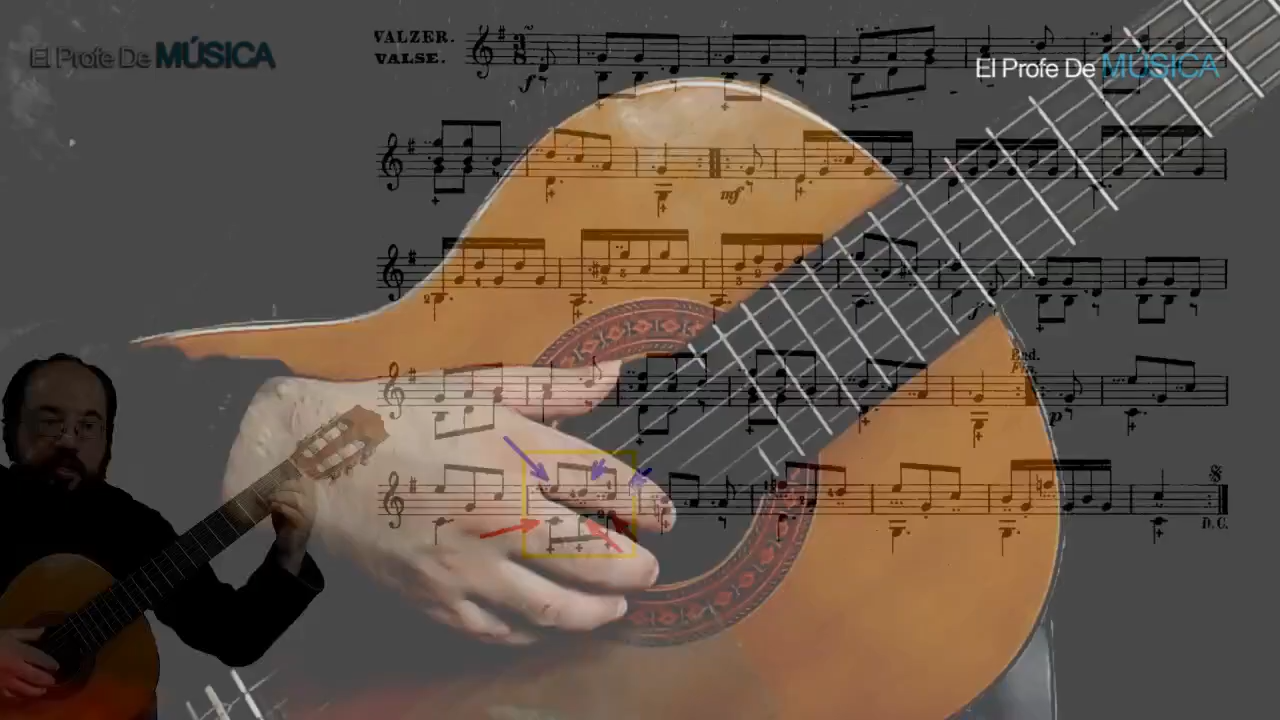 El Profe De MÚSICA
El Profe De MÚSICA
VALZER.
VALSE.
f
mf
f
Fin.
p
D.C.